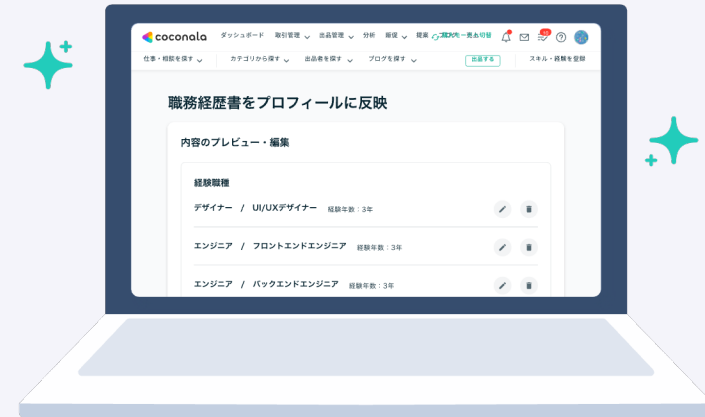 coconala ダッシュボード 取引管理 出品管理 分析 販促 提案
仕事・相談を探す カテゴリから探す 出品者を探す ブログを探す 出品する スキル・経験を登録
職務経歴書をプロフィールに反映
内容のプレビュー・編集
経験職種
デザイナー / UI/UXデザイナー 経験年数：3年
エンジニア / フロントエンドエンジニア 経験年数：3年
エンジニア / バックエンドエンジニア 経験年数：3年